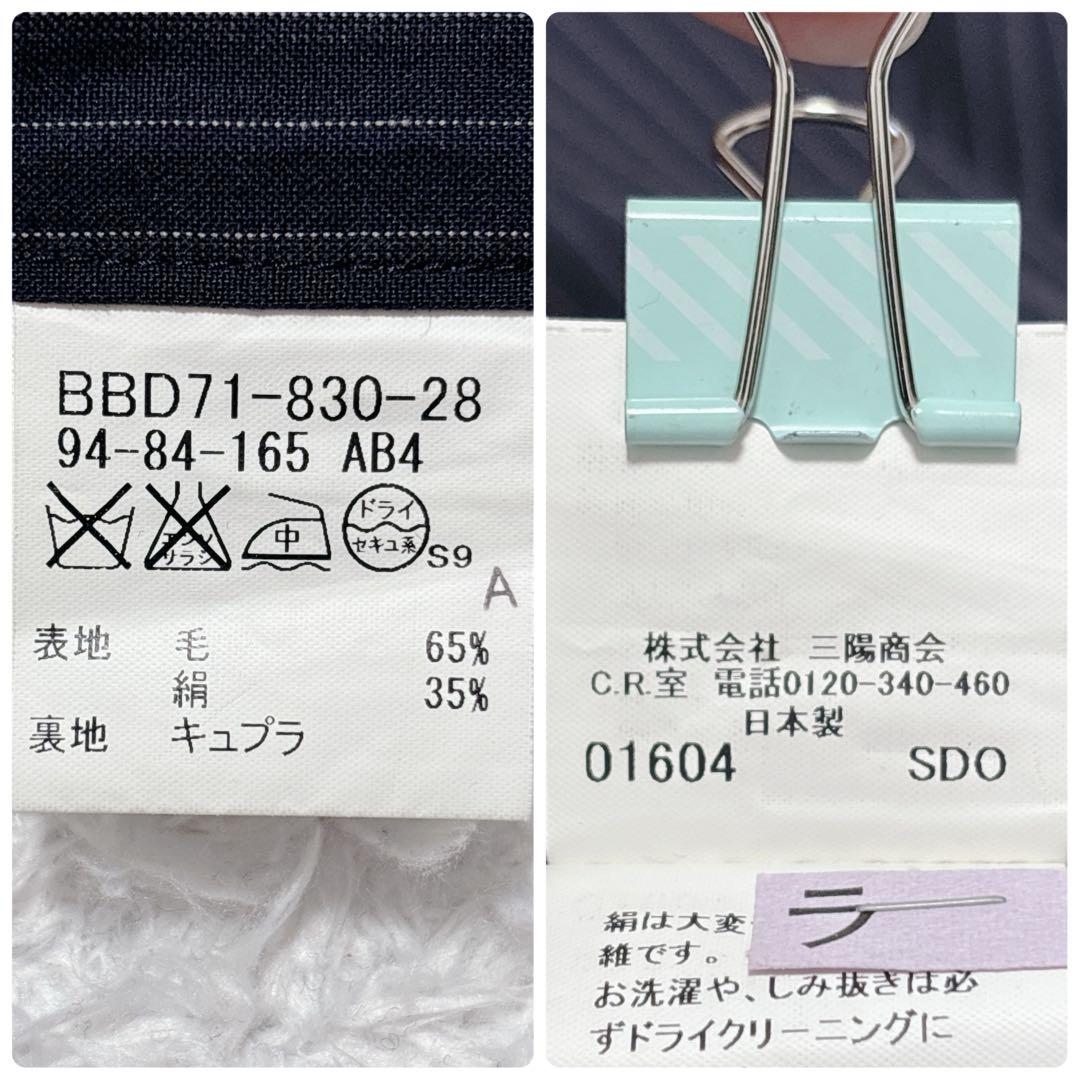 BBD71-830-28
94-84-165 AB4
中
ドライ
セキユ系
S9
A
表地 毛 65%
絹 35%
裏地 キュプラ
株式会社 三陽商会
C.R.室 電話0120-340-460
日本製
01604 SDO
ラー
絹は大変
維です。
お洗濯や、しみ抜きは必
ずドライクリーニングに